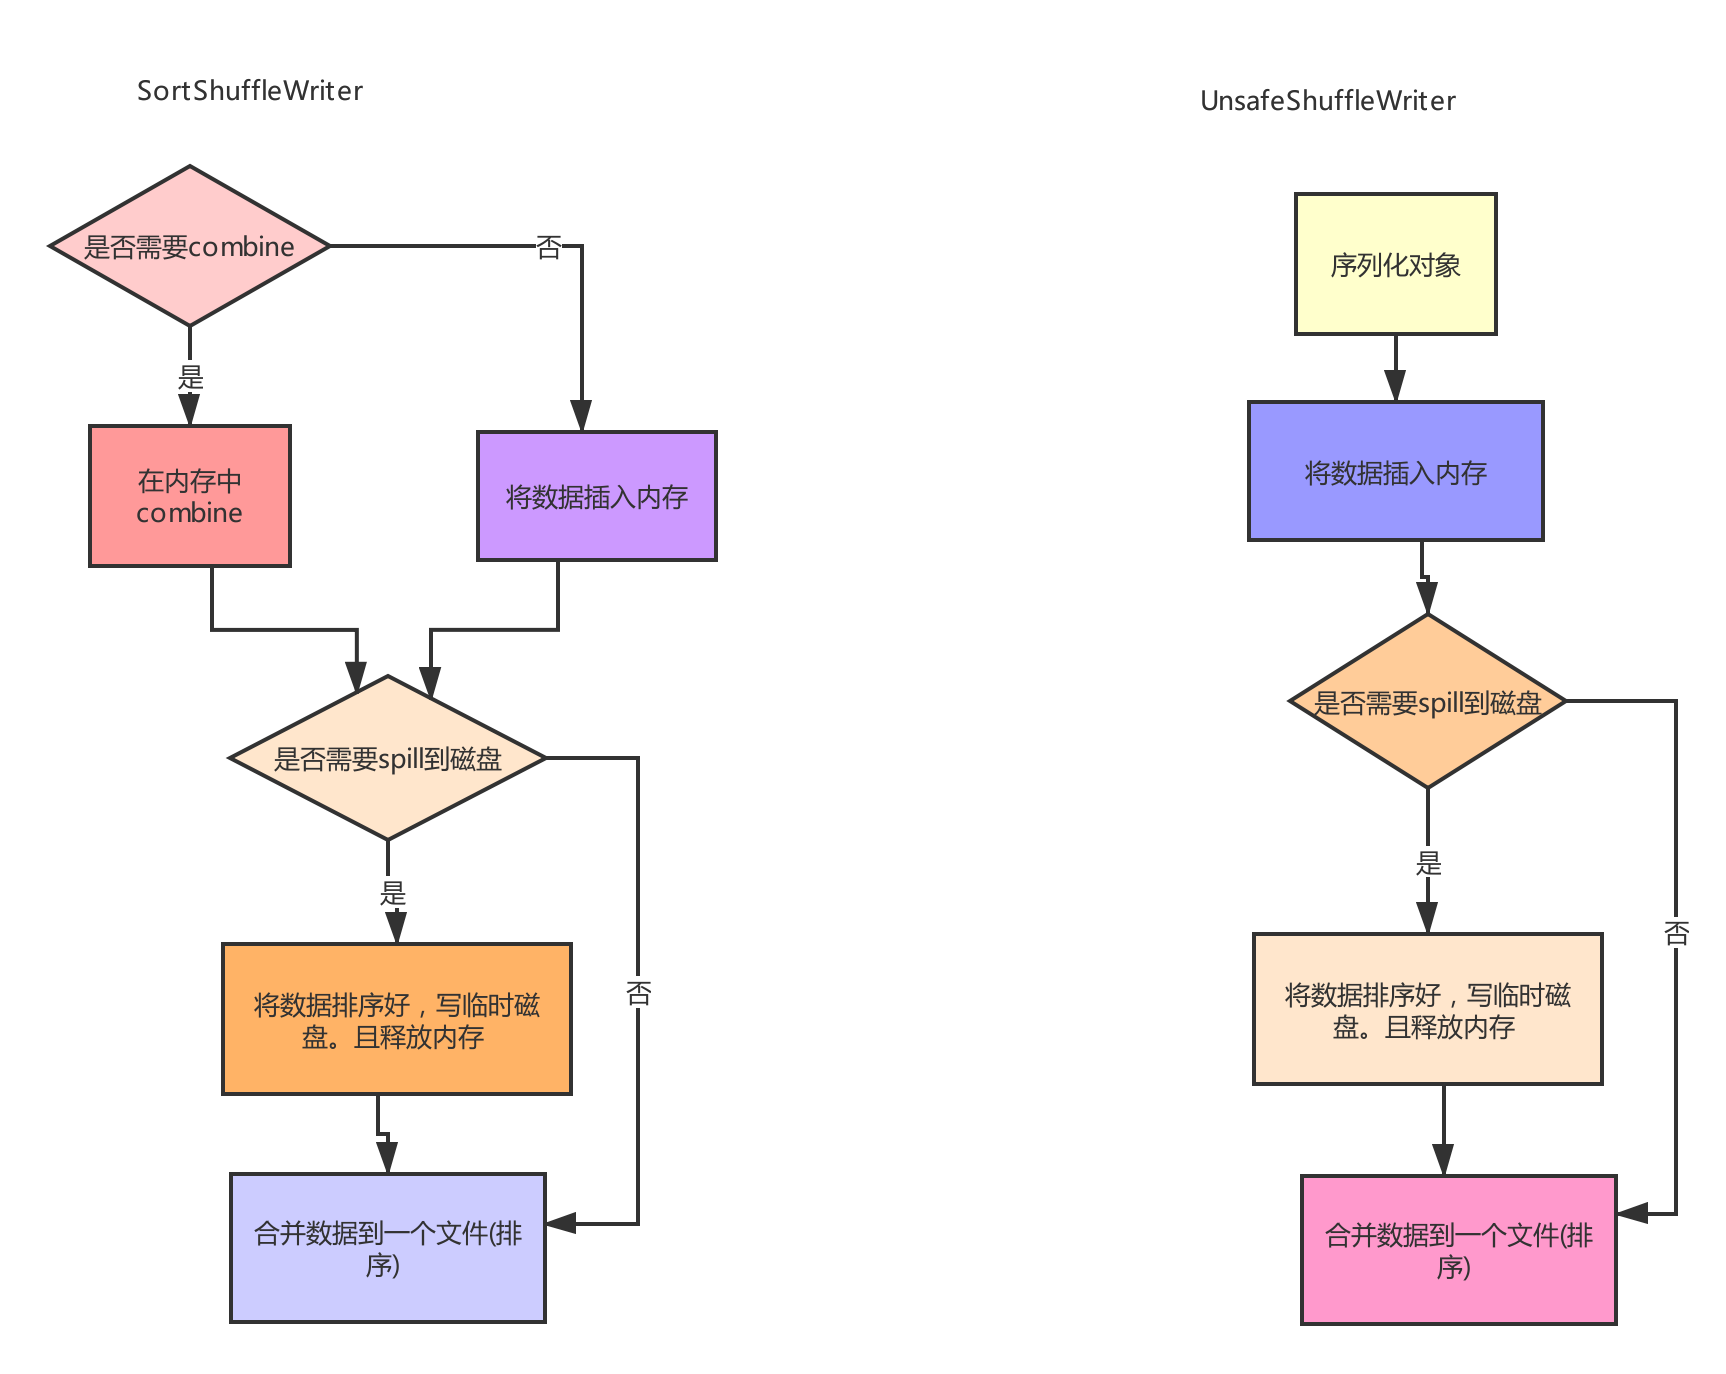 SortShuffleWriter
是否需要combine
否
是
在内存中
combine
将数据插入内存
是否需要spill到磁盘
是
否
将数据排序好，写临时磁
盘。且释放内存
合并数据到一个文件(排
序)
UnsafeShuffleWriter
序列化对象
将数据插入内存
是否需要spill到磁盘
是
否
将数据排序好，写临时磁
盘。且释放内存
合并数据到一个文件(排
序)